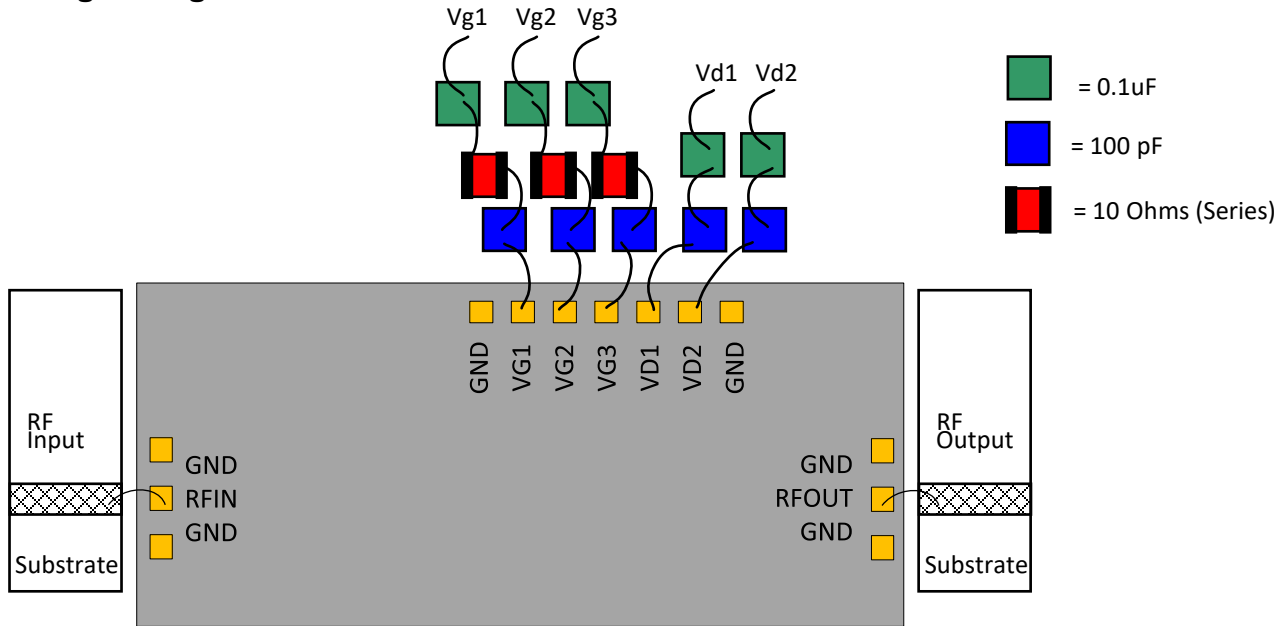 Vg1 Vg2 Vg3
Vd1 Vd2
= 0.1uF
= 100 pF
= 10 Ohms (Series)
GND VG1 VG2 VG3 VD1 VD2 GND
RF
Input
Substrate
GND
RFIN
GND
GND
RFOUT
GND
RF
Output
Substrate